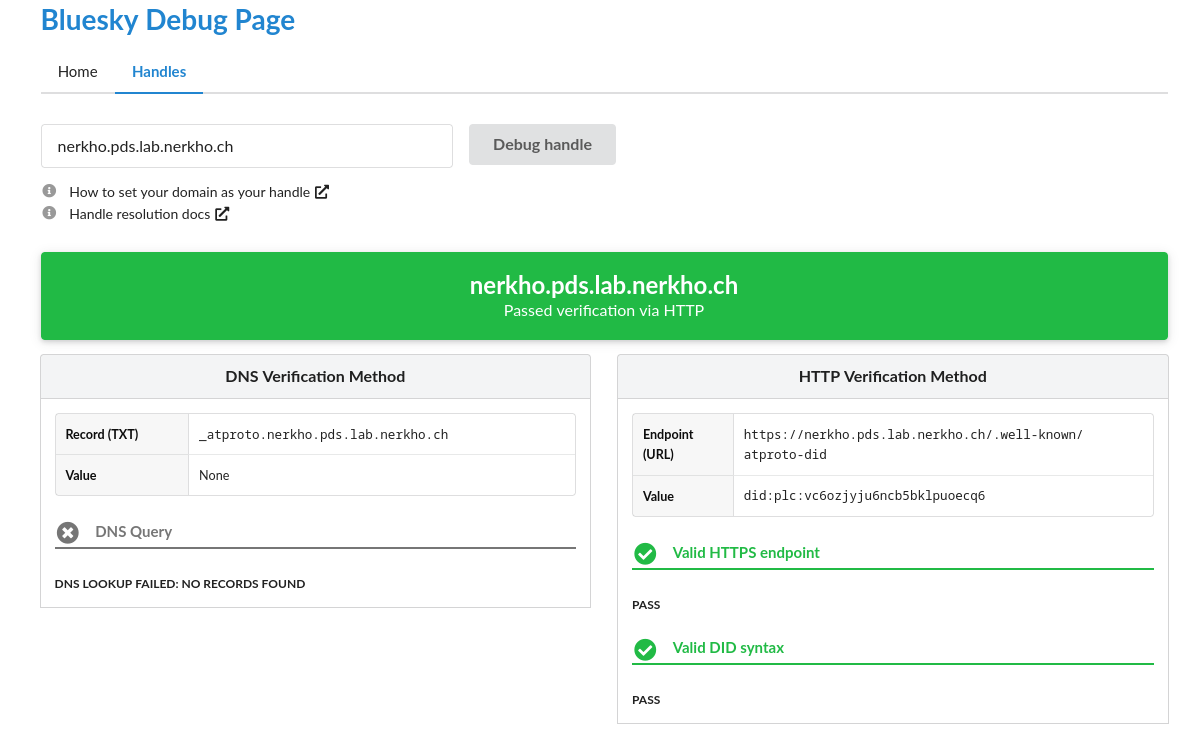 Bluesky Debug Page
Home Handles
nerkho.pds.lab.nerkho.ch Debug handle
How to set your domain as your handle
Handle resolution docs
nerkho.pds.lab.nerkho.ch
Passed verification via HTTP
DNS Verification Method
Record (TXT) _atproto.nerkho.pds.lab.nerkho.ch
Value None
DNS Query
DNS LOOKUP FAILED: NO RECORDS FOUND
HTTP Verification Method
Endpoint (URL) https://nerkho.pds.lab.nerkho.ch/.well-known/
atproto-did
Value did:plc:vc6ozjyju6ncb5bklpuoecq6
Valid HTTPS endpoint
PASS
Valid DID syntax
PASS